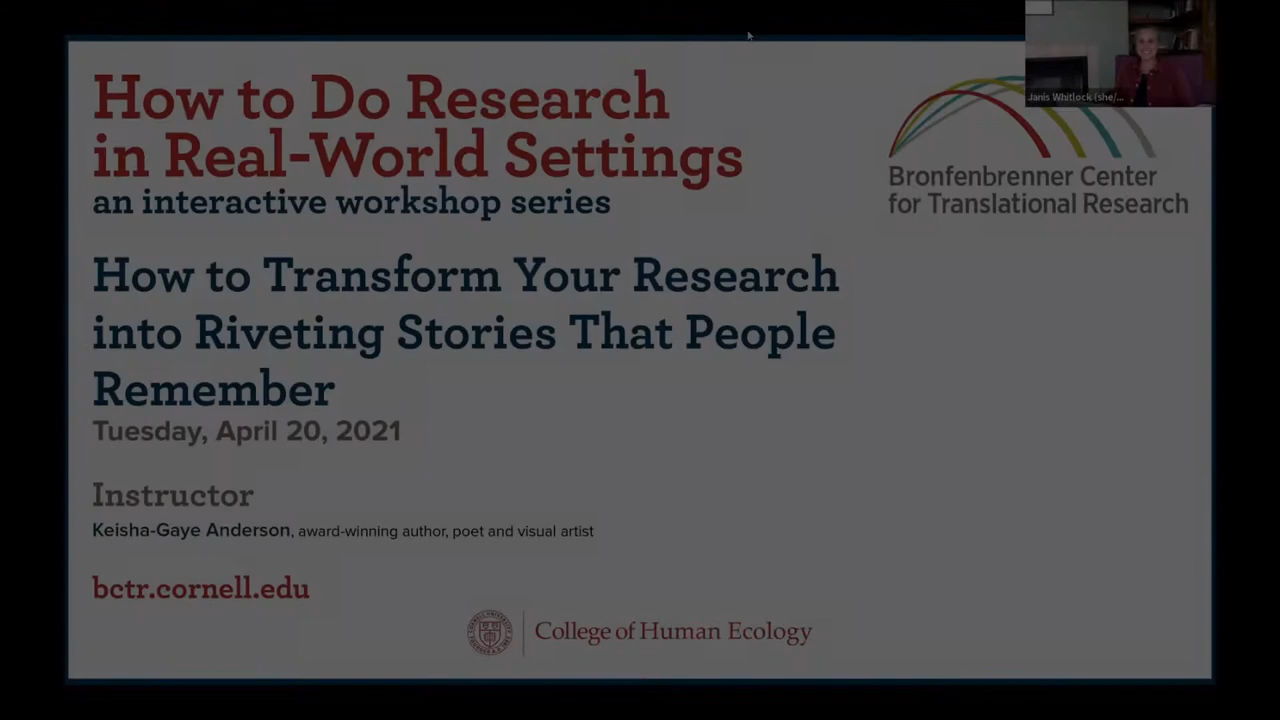 How to Do Research
in Real-World Settings
an interactive workshop series
Janis Whitlock (she/...
Bronfenbrenner Center
for Translational Research
How to Transform Your Research
into Riveting Stories That People
Remember
Tuesday, April 20, 2021
Instructor
Keisha-Gaye Anderson, award-winning author, poet and visual artist
bctr.cornell.edu
College of Human Ecology